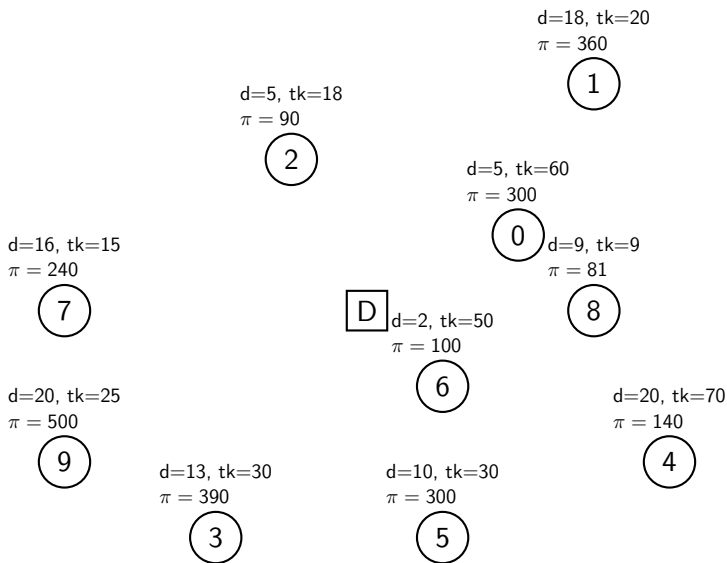 d=18, tk=20
π = 360
1
d=5, tk=18
π = 90
2
d=5, tk=60
π = 300
0
d=16, tk=15
π = 240
7
d=9, tk=9
π = 81
8
D
d=2, tk=50
π = 100
6
d=20, tk=25
π = 500
9
d=20, tk=70
π = 140
4
d=13, tk=30
π = 390
3
d=10, tk=30
π = 300
5